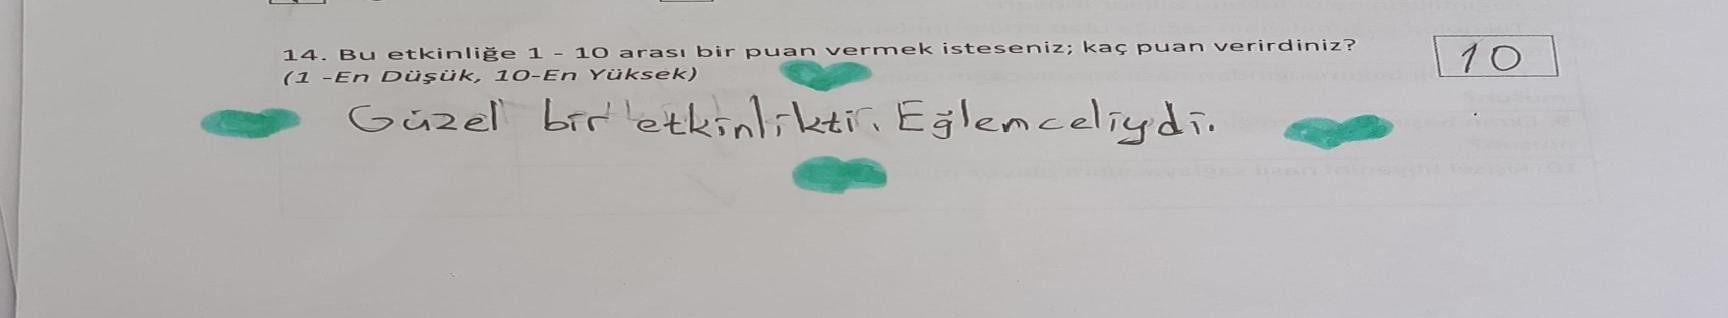 14. Bu etkinliğe 1 - 10 arası bir puan vermek isteseniz; kaç puan verirdiniz?
(1 -En Düşük, 10-En Yüksek)
10
Güzel bir etkinlikti. Eğlenceliydi.